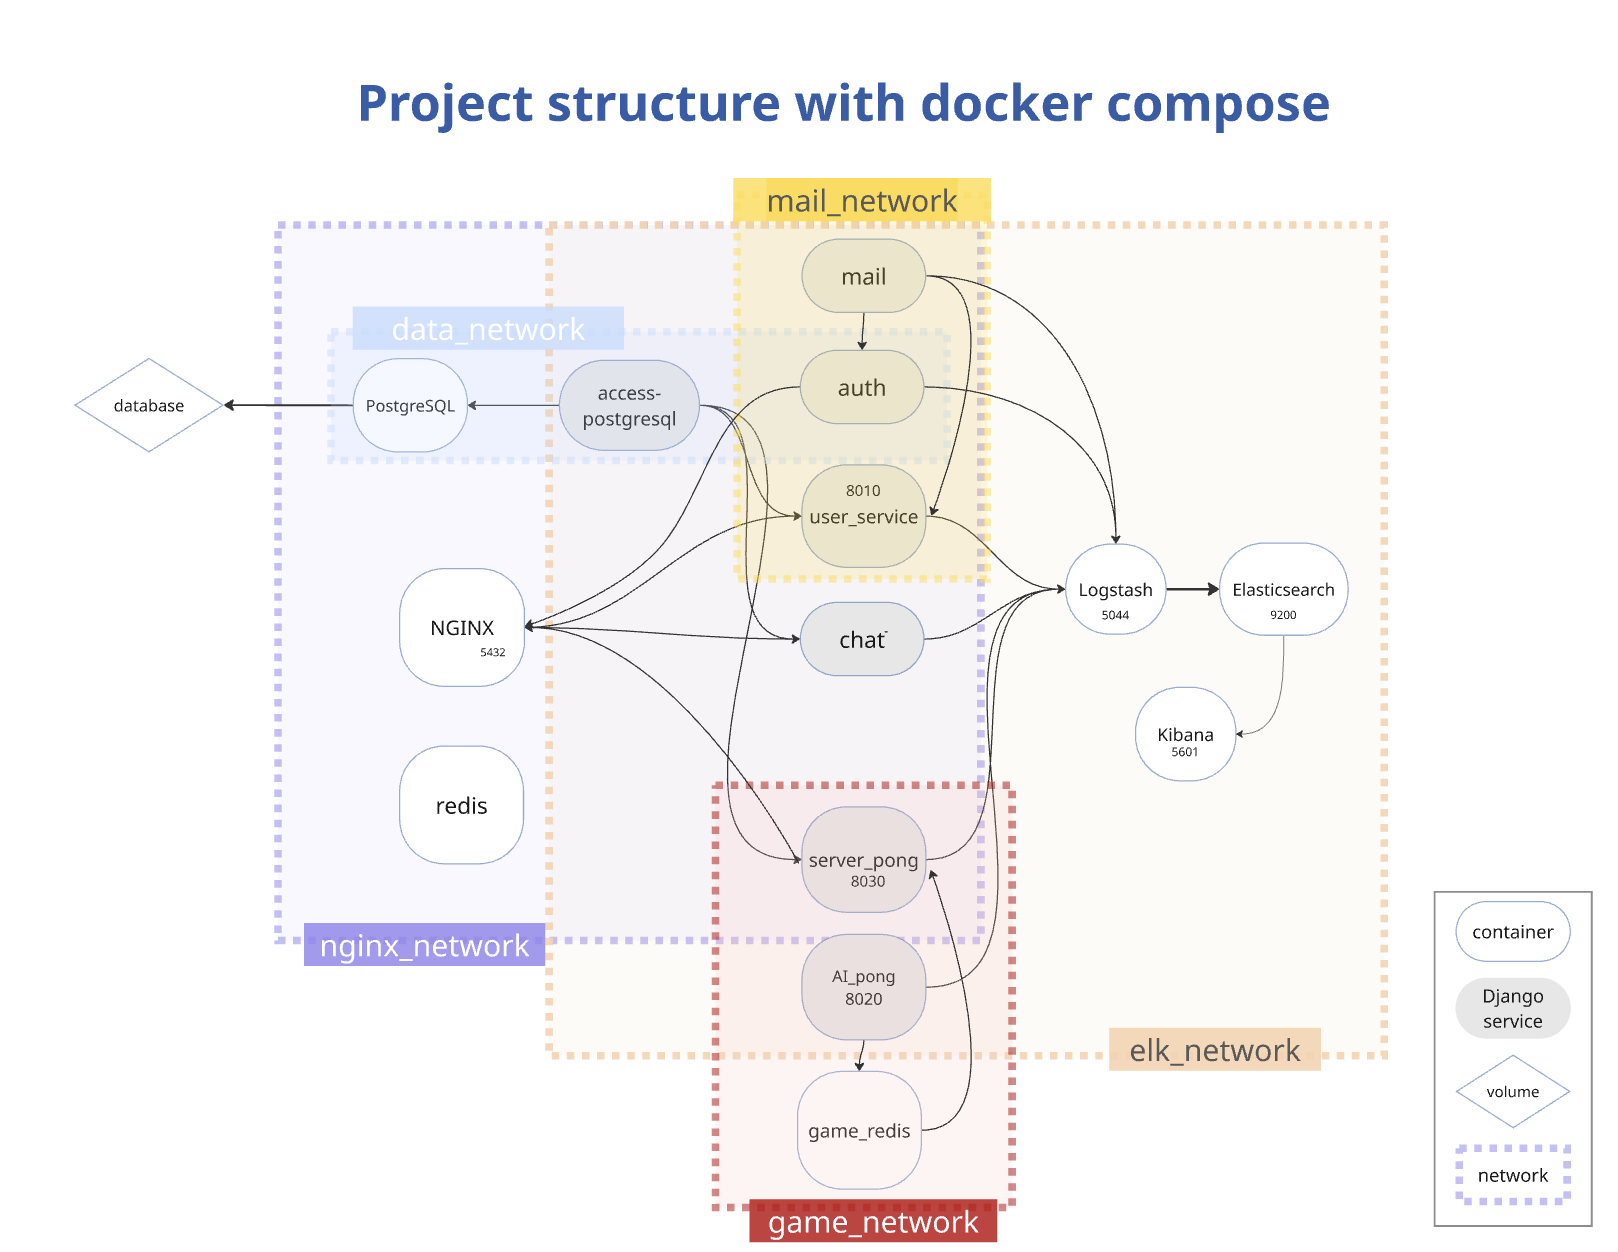 Project structure with docker compose
mail_network
mail
data_network
database
PostgreSQL
access-
postgresql
auth
8010
user_service
NGINX
5432
chat
Logstash
5044
Elasticsearch
9200
Kibana
5601
redis
server_pong
8030
nginx_network
AI_pong
8020
elk_network
game_redis
game_network
container
Django
service
volume
network